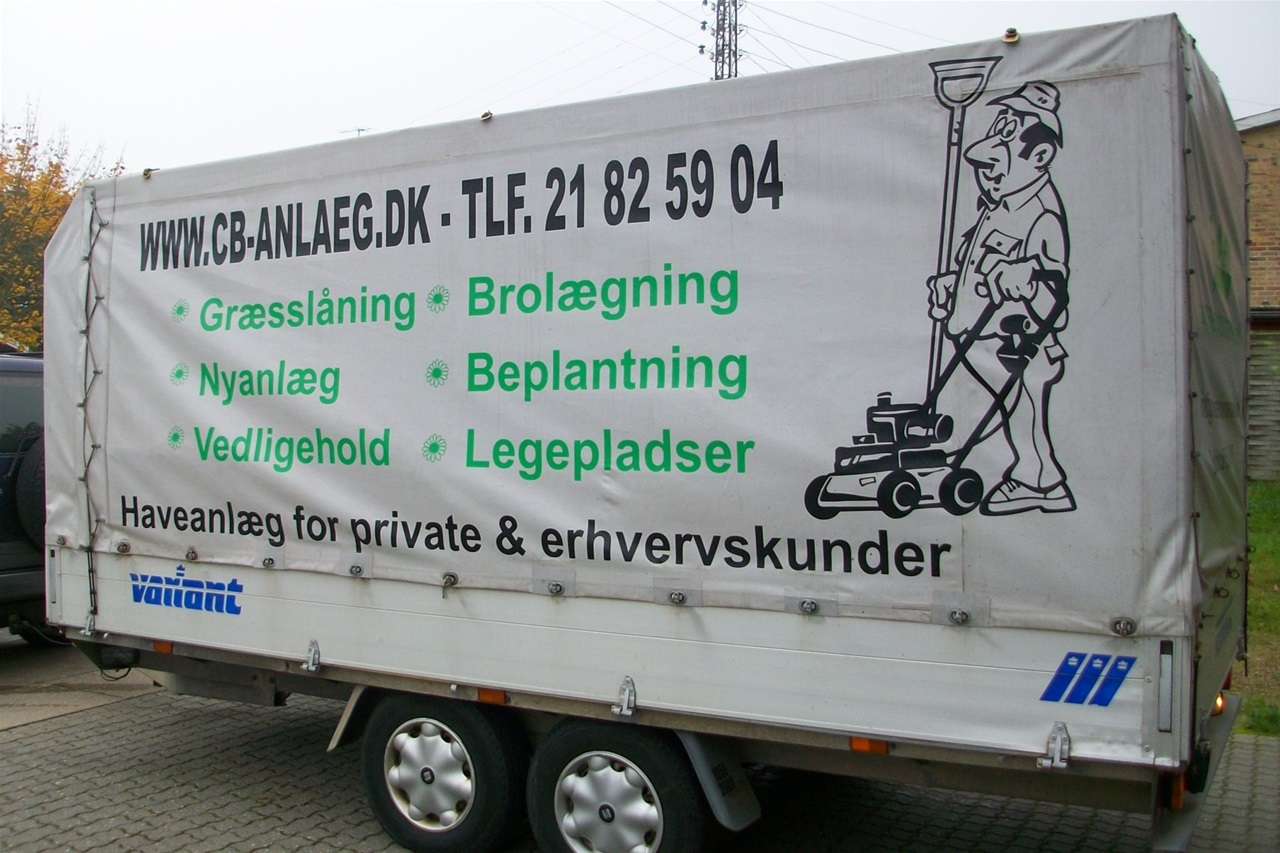 WWW.CB-ANLAEG.DK - TLF. 21 82 59 04
Græsslåning
Brolægning
Nyanlæg
Beplantning
Vedligehold
Legepladser
Haveanlæg for private & erhvervskunder
variant